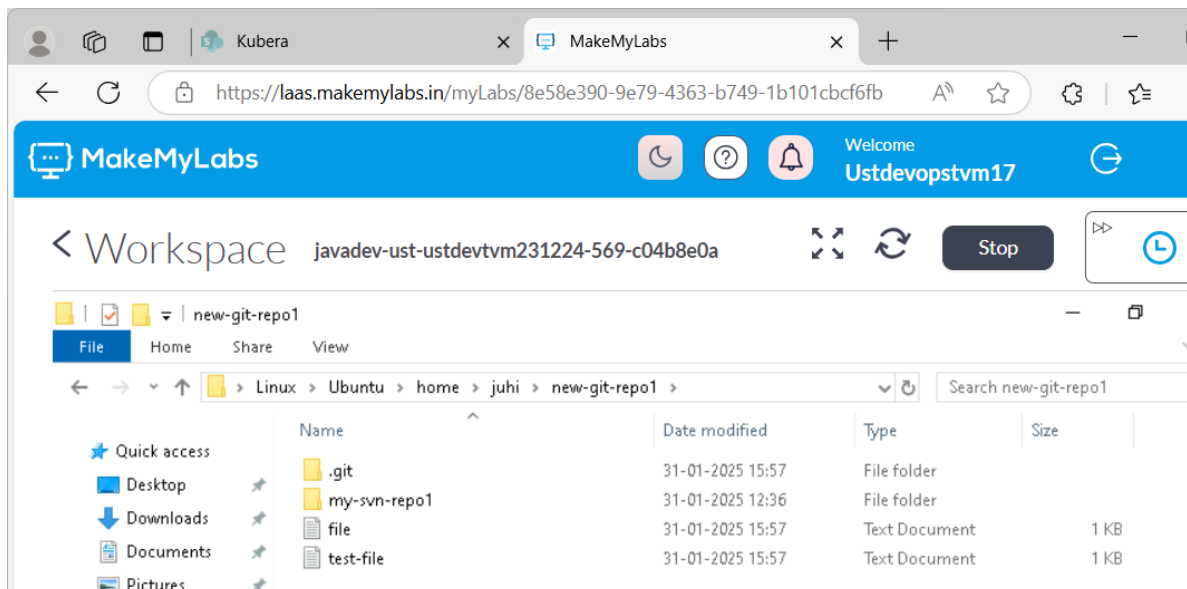 Kubera
MakeMyLabs
https://laas.makemylabs.in/myLabs/8e58e390-9e79-4363-b749-1b101cbcf6fb
MakeMyLabs
Welcome
Ustdevopstvm17
Workspace javadev-ust-ustdevtvm231224-569-c04b8e0a Stop
new-git-repo1
File Home Share View
Linux > Ubuntu > home > juhi > new-git-repo1 > Search new-git-repo1
Name Date modified Type Size
Quick access
.git 31-01-2025 15:57 File folder
Desktop
my-svn-repo1 31-01-2025 12:36 File folder
Downloads
file 31-01-2025 15:57 Text Document 1 KB
Documents
test-file 31-01-2025 15:57 Text Document 1 KB
Pictures